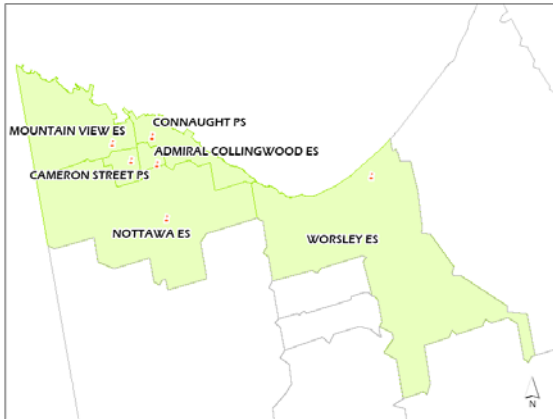 CONNAUGHT PS
MOUNTAIN VIEW ES
ADMIRAL COLLINGWOOD ES
CAMERON STREET PS
NOTTAWA ES
WORSLEY ES
N